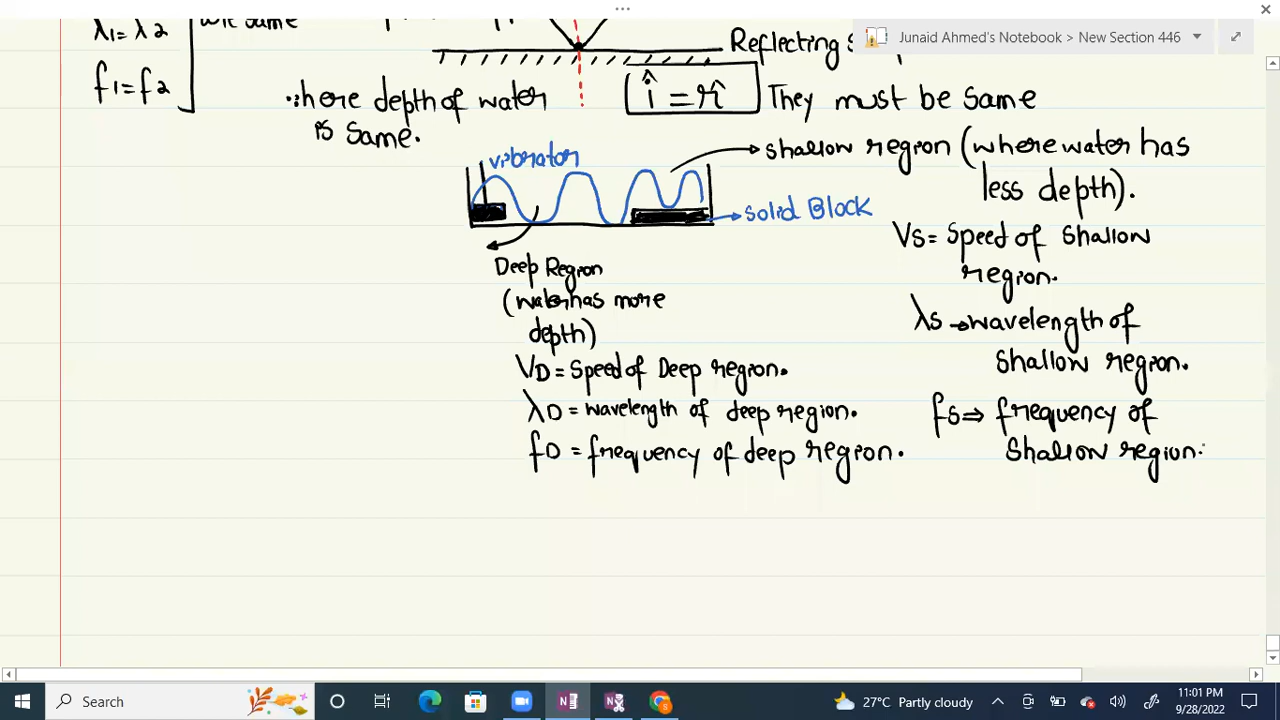 Junaid Ahmed's Notebook > New Section 446
λ1 = λ2
f1 = f2
Reflecting
∴ here depth of water
is same.
î = r̂ They must be same
vibrator
shallow region (where water has
less depth).
solid Block
Deep Region
(water has more
depth)
VD = Speed of Deep region.
λD = wavelength of deep region.
fD = frequency of deep region.
Vs = Speed of shallow
region.
λs → wavelength of
shallow region.
fs ⇒ frequency of
shallow region.
Search
27°C Partly cloudy
11:01 PM
9/28/2022